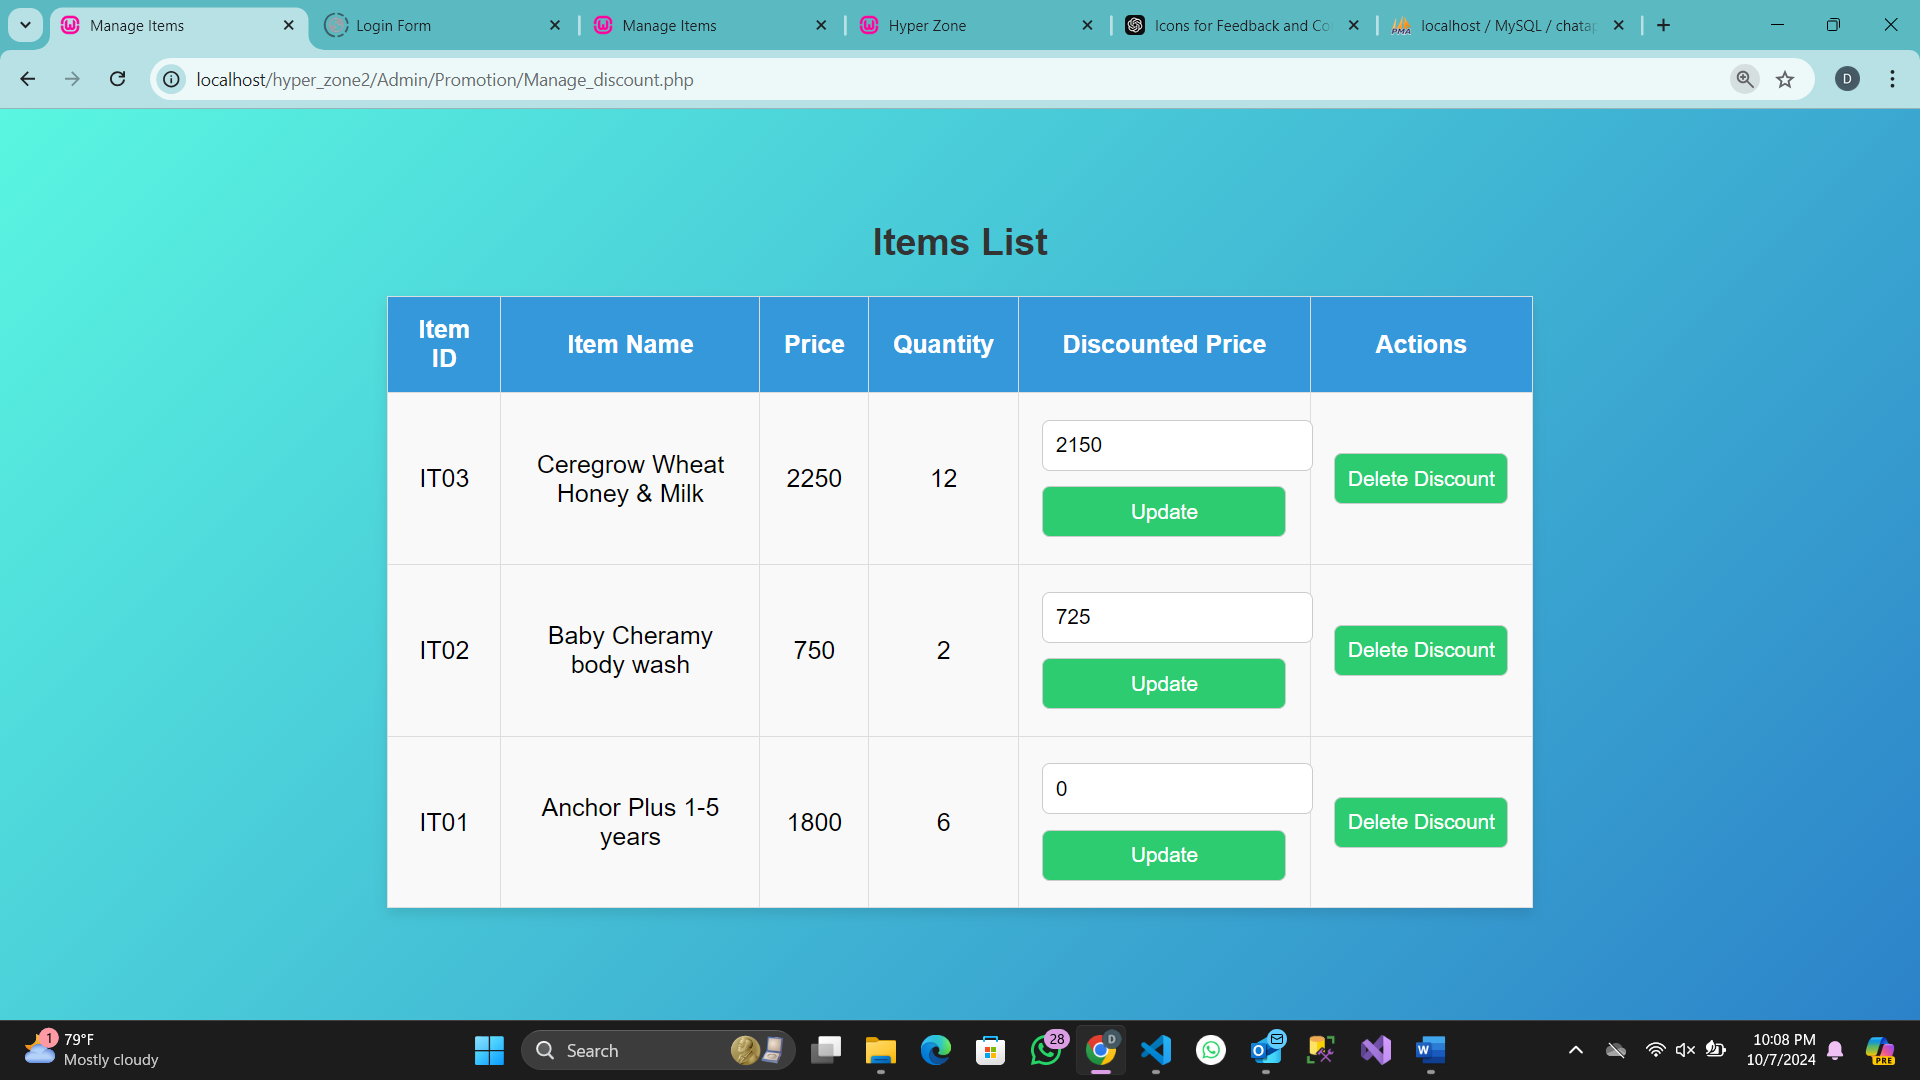 Manage Items
Login Form
Manage Items
Hyper Zone
Icons for Feedback and Co
localhost / MySQL / chatap
localhost/hyper_zone2/Admin/Promotion/Manage_discount.php
D
Items List
Item ID
Item Name
Price
Quantity
Discounted Price
Actions
IT03
Ceregrow Wheat
Honey & Milk
2250
12
2150
Update
Delete Discount
IT02
Baby Cheramy
body wash
750
2
725
Update
Delete Discount
IT01
Anchor Plus 1-5
years
1800
6
0
Update
Delete Discount
1
79°F
Mostly cloudy
Search
28
D
10:08 PM
10/7/2024
PRE